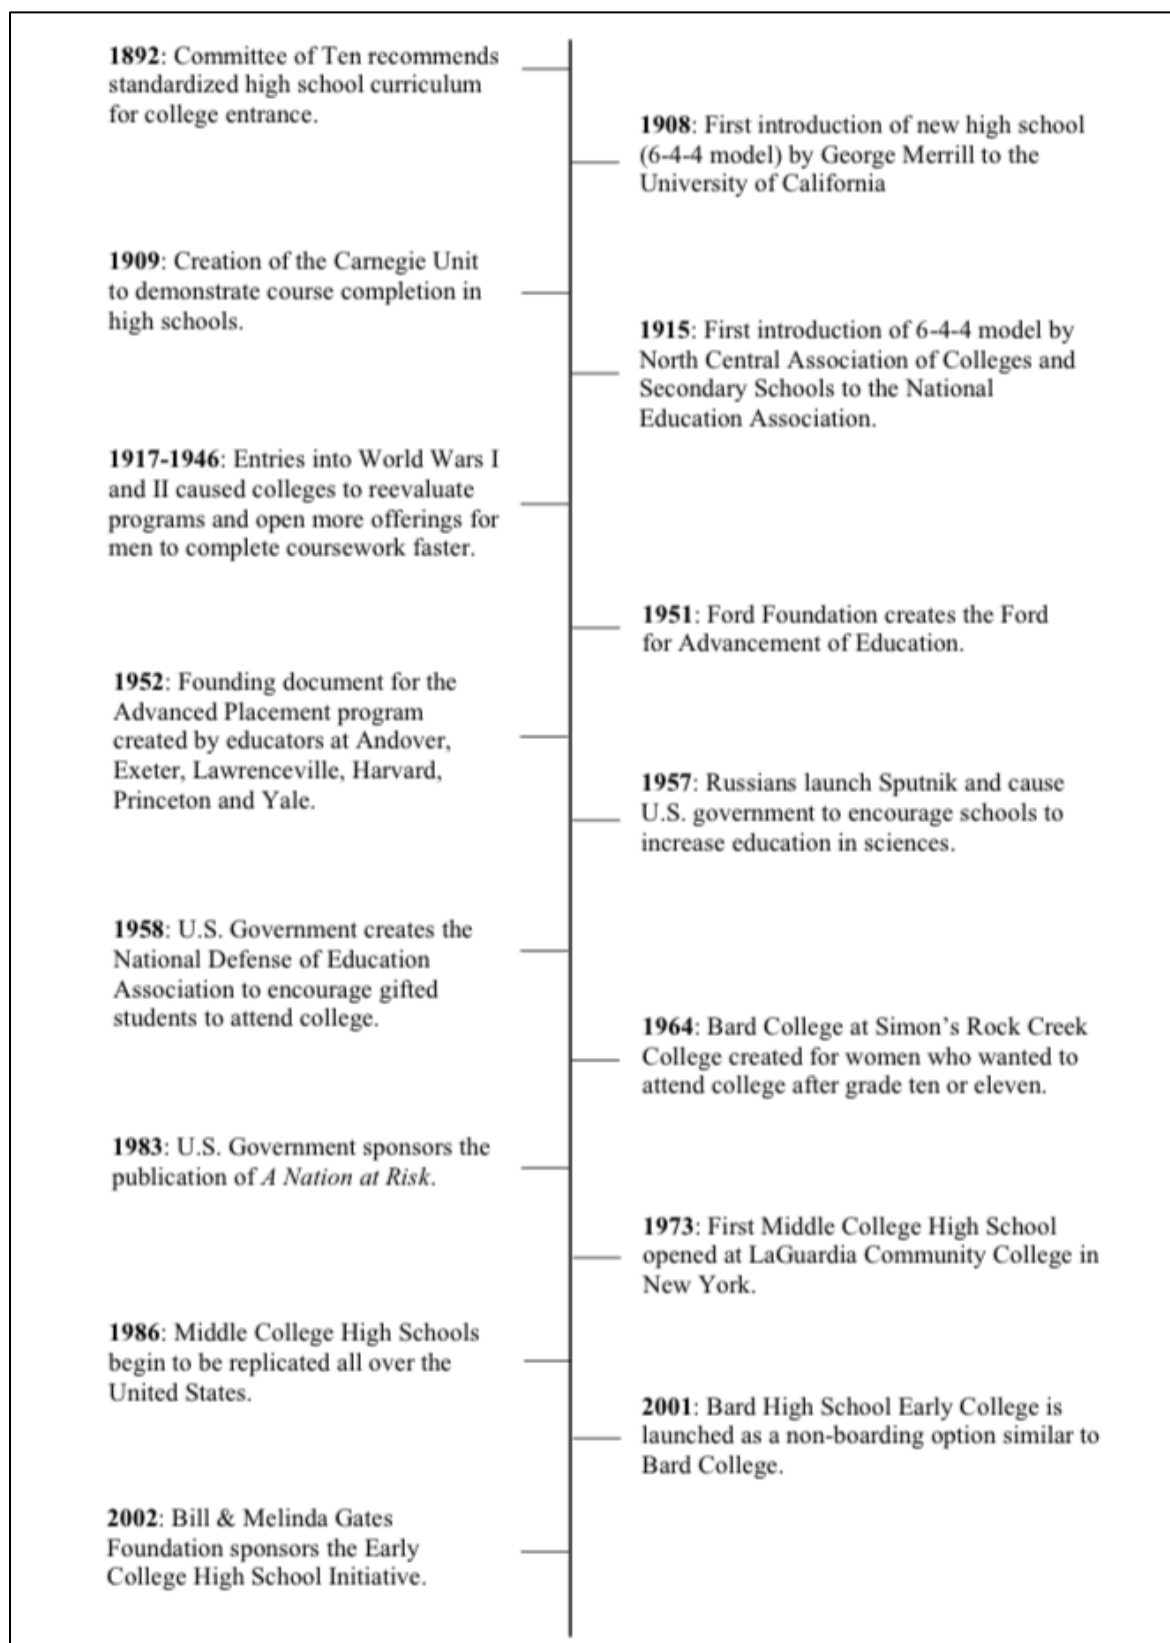 1892: Committee of Ten recommends
standardized high school curriculum
for college entrance.
1908: First introduction of new high school
(6-4-4 model) by George Merrill to the
University of California
1909: Creation of the Carnegie Unit
to demonstrate course completion in
high schools.
1915: First introduction of 6-4-4 model by
North Central Association of Colleges and
Secondary Schools to the National
Education Association.
1917-1946: Entries into World Wars I
and II caused colleges to reevaluate
programs and open more offerings for
men to complete coursework faster.
1951: Ford Foundation creates the Ford
for Advancement of Education.
1952: Founding document for the
Advanced Placement program
created by educators at Andover,
Exeter, Lawrenceville, Harvard,
Princeton and Yale.
1957: Russians launch Sputnik and cause
U.S. government to encourage schools to
increase education in sciences.
1958: U.S. Government creates the
National Defense of Education
Association to encourage gifted
students to attend college.
1964: Bard College at Simon's Rock Creek
College created for women who wanted to
attend college after grade ten or eleven.
1983: U.S. Government sponsors the
publication of A Nation at Risk.
1973: First Middle College High School
opened at LaGuardia Community College in
New York.
1986: Middle College High Schools
begin to be replicated all over the
United States.
2001: Bard High School Early College is
launched as a non-boarding option similar to
Bard College.
2002: Bill & Melinda Gates
Foundation sponsors the Early
College High School Initiative.